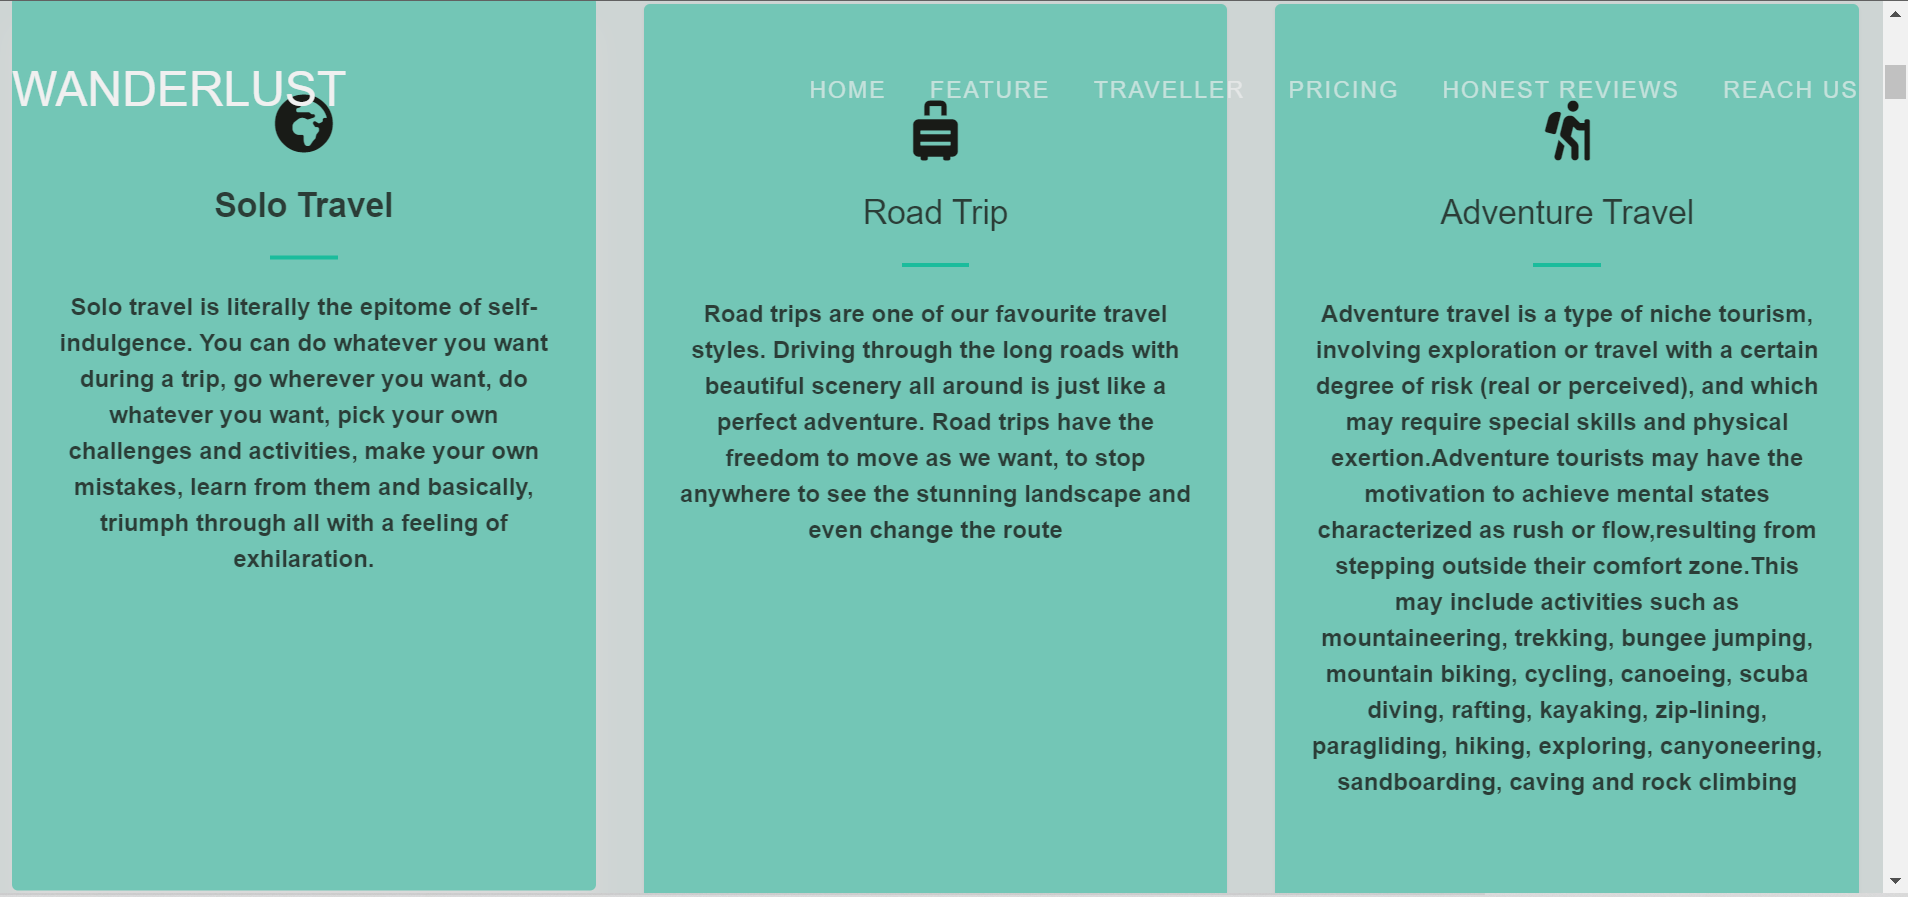 WANDERLUST
HOME FEATURE TRAVELLER PRICING HONEST REVIEWS REACH US
Solo Travel
Solo travel is literally the epitome of self-
indulgence. You can do whatever you want
during a trip, go wherever you want, do
whatever you want, pick your own
challenges and activities, make your own
mistakes, learn from them and basically,
triumph through all with a feeling of
exhilaration.
Road Trip
Road trips are one of our favourite travel
styles. Driving through the long roads with
beautiful scenery all around is just like a
perfect adventure. Road trips have the
freedom to move as we want, to stop
anywhere to see the stunning landscape and
even change the route
Adventure Travel
Adventure travel is a type of niche tourism,
involving exploration or travel with a certain
degree of risk (real or perceived), and which
may require special skills and physical
exertion.Adventure tourists may have the
motivation to achieve mental states
characterized as rush or flow,resulting from
stepping outside their comfort zone.This
may include activities such as
mountaineering, trekking, bungee jumping,
mountain biking, cycling, canoeing, scuba
diving, rafting, kayaking, zip-lining,
paragliding, hiking, exploring, canyoneering,
sandboarding, caving and rock climbing